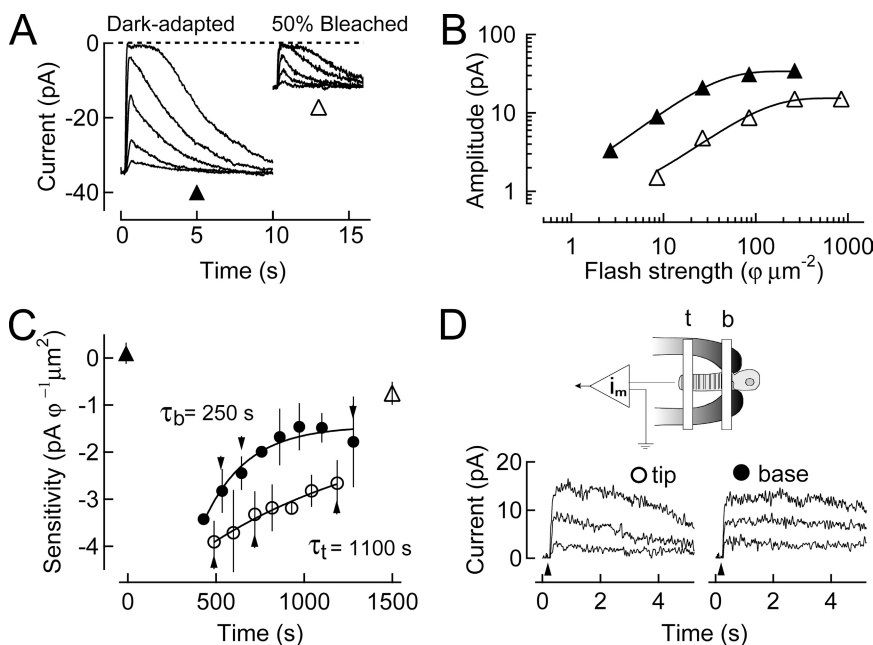 A
Dark-adapted
50% Bleached
0
-20
-40
Current (pA)
0
5
10
15
Time (s)
B
100
10
1
Amplitude (pA)
1
10
100
1000
Flash strength (φ μm⁻²)
C
0
-1
-2
-3
-4
Sensitivity (pA φ⁻¹μm²)
τb= 250 s
τt = 1100 s
0
500
1000
1500
Time (s)
D
t
b
im
tip
base
20
10
0
Current (pA)
0
2
4
0
2
4
Time (s)